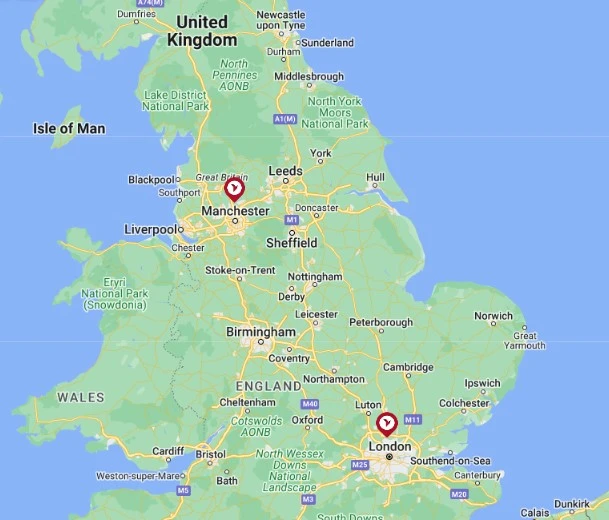 A74(M)
Dumfries
United
Kingdom
Newcastle
upon Tyne
Sunderland
Durham
North
Pennines
AONB
Middlesbrough
Lake District
National Park
North York
Moors
National Park
Isle of Man
A1(M)
York
Leeds
Blackpool
Great Britain
Hull
Southport
Manchester
Doncaster
M1
Liverpool
Sheffield
Chester
Stoke-on-Trent
Nottingham
Eryri
National Park
(Snowdonia)
Derby
Leicester
Norwich
Peterborough
Birmingham
Great
Yarmouth
Coventry
Cambridge
Northampton
ENGLAND
Ipswich
WALES
Cheltenham
M40
Luton
Colchester
Cotswolds
AONB
Oxford
M11
London
Cardiff
Bristol
North Wessex
Downs
National
Landscape
M25
Southend-on-Sea
Weston-super-Mare
Bath
Canterbury
M5
M3
M20
South Downs
Calais
Dunkirk